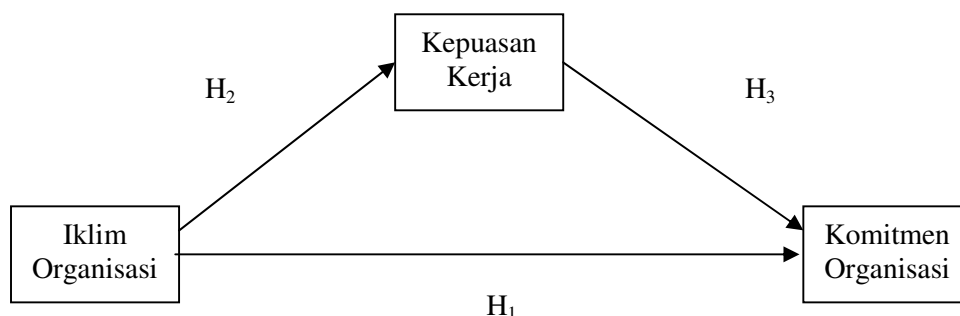 Kepuasan
Kerja
H₂
H₃
Iklim
Organisasi
Komitmen
Organisasi
H₁